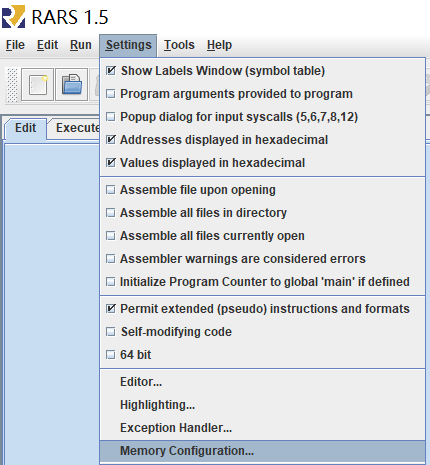 RARS 1.5
File Edit Run Settings Tools Help
Show Labels Window (symbol table)
Program arguments provided to program
Popup dialog for input syscalls (5,6,7,8,12)
Addresses displayed in hexadecimal
Edit Execute
Values displayed in hexadecimal
Assemble file upon opening
Assemble all files in directory
Assemble all files currently open
Assembler warnings are considered errors
Initialize Program Counter to global 'main' if defined
Permit extended (pseudo) instructions and formats
Self-modifying code
64 bit
Editor...
Highlighting...
Exception Handler...
Memory Configuration...